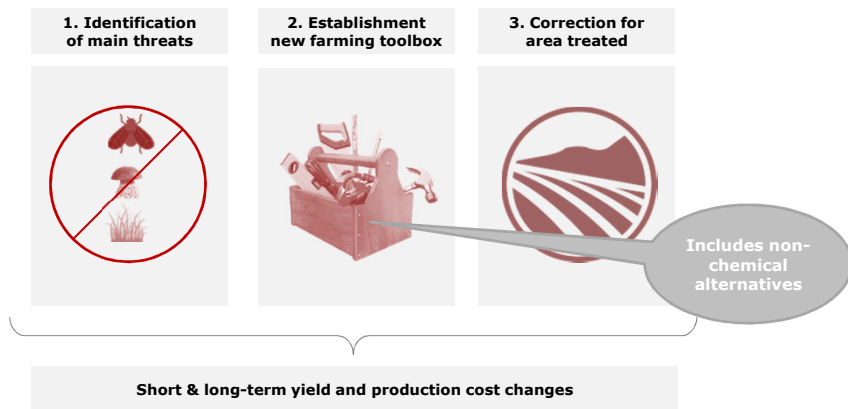 1. Identification
of main threats
2. Establishment
new farming toolbox
3. Correction for
area treated
Includes non-
chemical
alternatives
Short & long-term yield and production cost changes